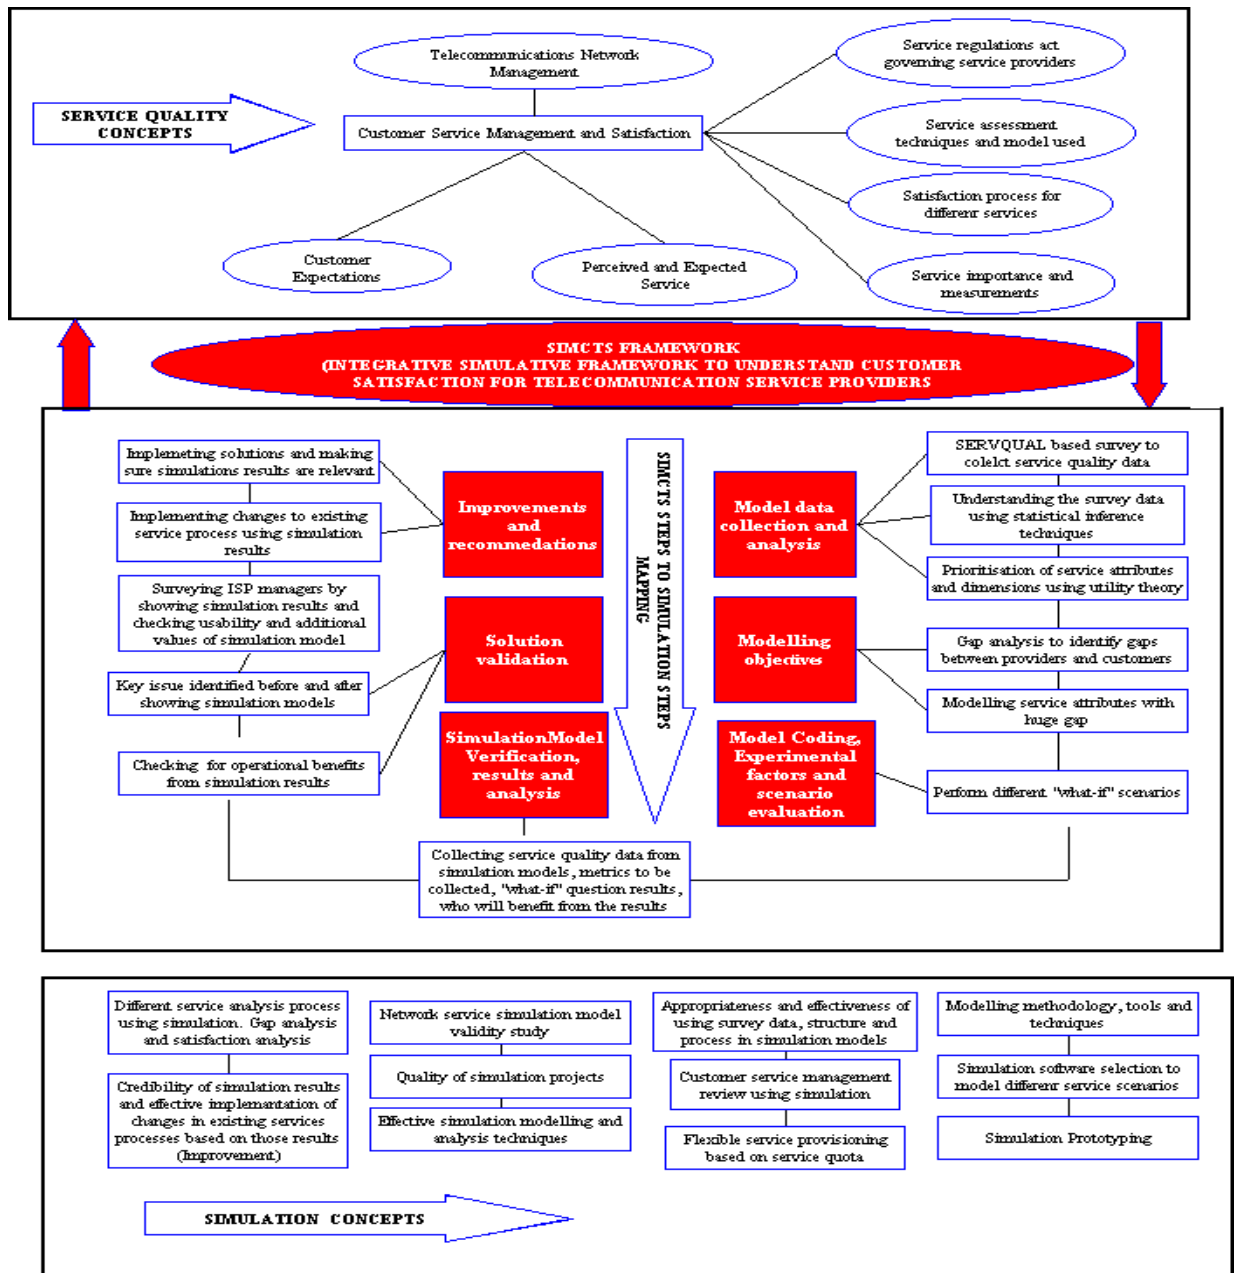 Telecommunications Network
Management
Service regulations act
governing service providers
SERVICE QUALITY
CONCEPTS
Customer Service Management and Satisfaction
Service assessment
techniques and model used
Satisfaction process for
differenr services
Customer
Expectations
Perceived and Expected
Service
Service importance and
measurements
SIMCTS FRAMEWORK
(INTEGRATIVE SIMULATIVE FRAMEWORK TO UNDERSTAND CUSTOMER
SATISFACTION FOR TELECOMMUNICATION SERVICE PROVIDERS
Implemeting solutions and making
sure simulations results are relevant
Implementing changes to existing
service process using simulation
results
Surveying ISP managers by
showing simulation results and
checking usability and additional
values of simulation model
Key issue identified before and after
showing simulation models
Checking for operational benefits
from simulation results
Improvements
and
recommedations
Solution
validation
SimulationModel
Verification,
results and
analysis
SIMCTS STEPS TO SIMULATION STEPS
MAPPING
Model data
collection and
analysis
Modelling
objectives
Model Coding,
Experimental
factors and
scenario
evaluation
SERVQUAL based survey to
colelct service quality data
Understanding the survey data
using statistical inference
techniques
Prioritisation of service attributes
and dimensions using utility theory
Gap analysis to identify gaps
between providers and customers
Modelling service attributes with
huge gap
Perform different "what-if" scenarios
Collecting service quality data from
simulation models, metrics to be
collected, "what-if" question results,
who will benefit from the results
Different service analysis process
using simulation. Gap analysis
and satisfaction analysis
Credibility of simulation results
and effective implemantation of
changes in existing services
processes based on those results
(Improvement)
Network service simulation model
validity study
Quality of simulation projects
Effective simulation modelling and
analysis techniques
Appropriateness and effectiveness of
using survey data, structure and
process in simulation models
Customer service management
review using simulation
Flexible service provisioning
based on service quota
Modelling methodology, tools and
techniques
Simulation software selection to
model different service scenarios
Simulation Prototyping
SIMULATION CONCEPTS